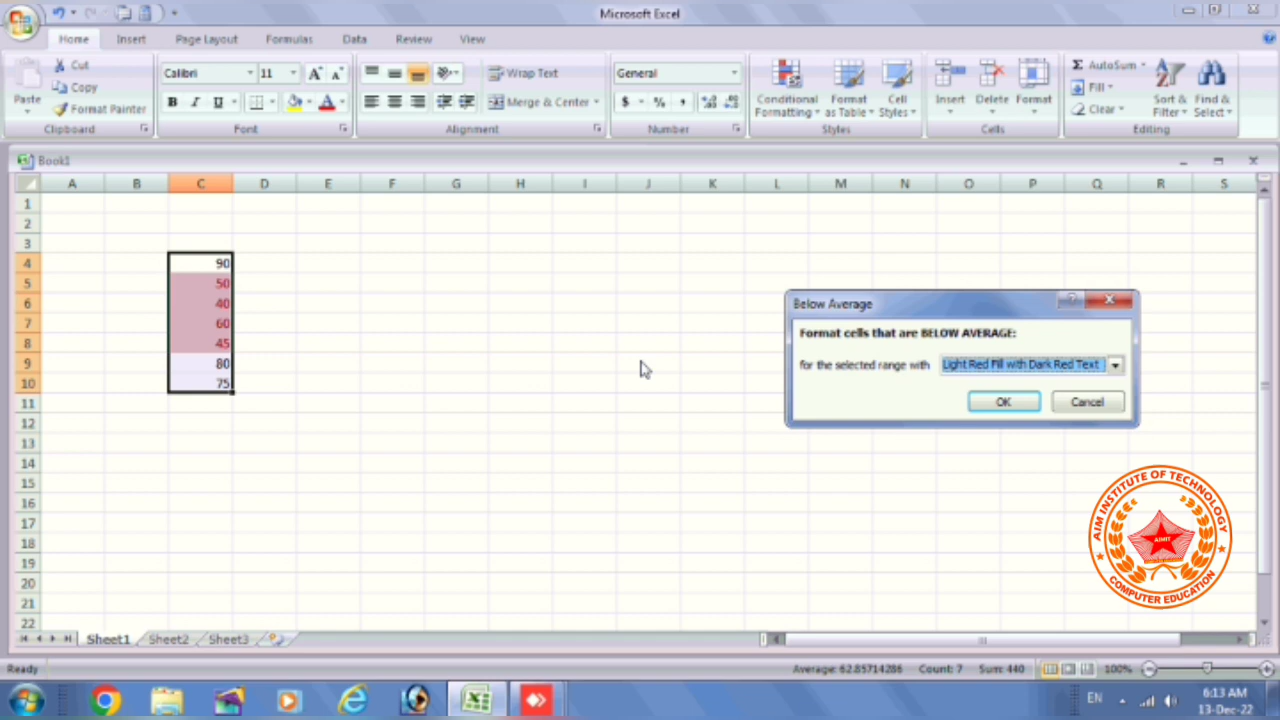 Microsoft Excel
Home Insert Page Layout Formulas Data Review View
Paste Cut Copy Format Painter
Calibri 11
B I U
Wrap Text
Merge & Center
General
$ % ,
Conditional Formatting
Format as Table
Cell Styles
Insert Delete Format
Σ AutoSum
Fill
Clear
Sort & Filter
Find & Select
Clipboard Font Alignment Number Styles Cells Editing
Book1
A B C D E F G H I J K L M N O P Q R S
1
2
3
4 90
5 50
6 40
7 60
8 45
9 80
10 75
11
12
13
14
15
16
17
18
19
20
21
22
Below Average
Format cells that are BELOW AVERAGE:
for the selected range with Light Red Fill with Dark Red Text
OK Cancel
AIM INSTITUTE OF TECHNOLOGY
AIMIT
COMPUTER EDUCATION
Sheet1 Sheet2 Sheet3
Ready Average: 62.85714286 Count: 7 Sum: 440 100%
EN 6:13 AM
13-Dec-22